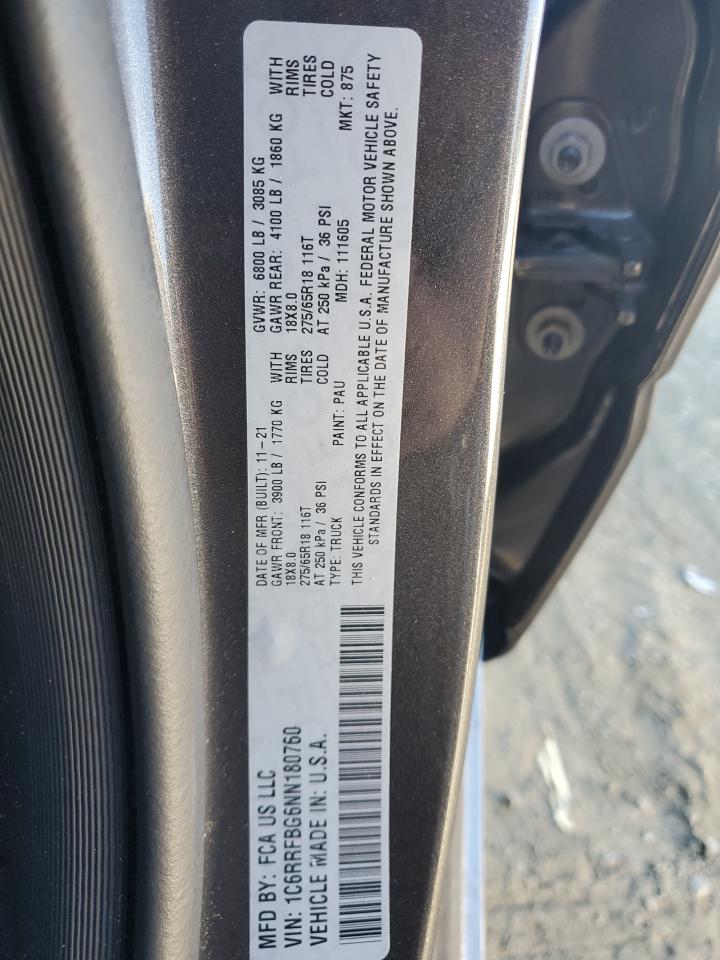 MFD BY: FCA US LLC
VIN: 1C6RRFBG6NN180760
VEHICLE MADE IN: U.S.A.
DATE OF MFR (BUILT): 11-21 GVWR: 6800 LB / 3085 KG
GAWR FRONT: 3900 LB / 1770 KG WITH GAWR REAR: 4100 LB / 1860 KG WITH
18X8.0 RIMS 18X8.0 RIMS
275/65R18 116T TIRES 275/65R18 116T TIRES
AT 250 kPa / 36 PSI COLD AT 250 kPa / 36 PSI COLD
TYPE: TRUCK PAINT: PAU MDH: 111605 MKT: 875
THIS VEHICLE CONFORMS TO ALL APPLICABLE U.S.A. FEDERAL MOTOR VEHICLE SAFETY
STANDARDS IN EFFECT ON THE DATE OF MANUFACTURE SHOWN ABOVE.